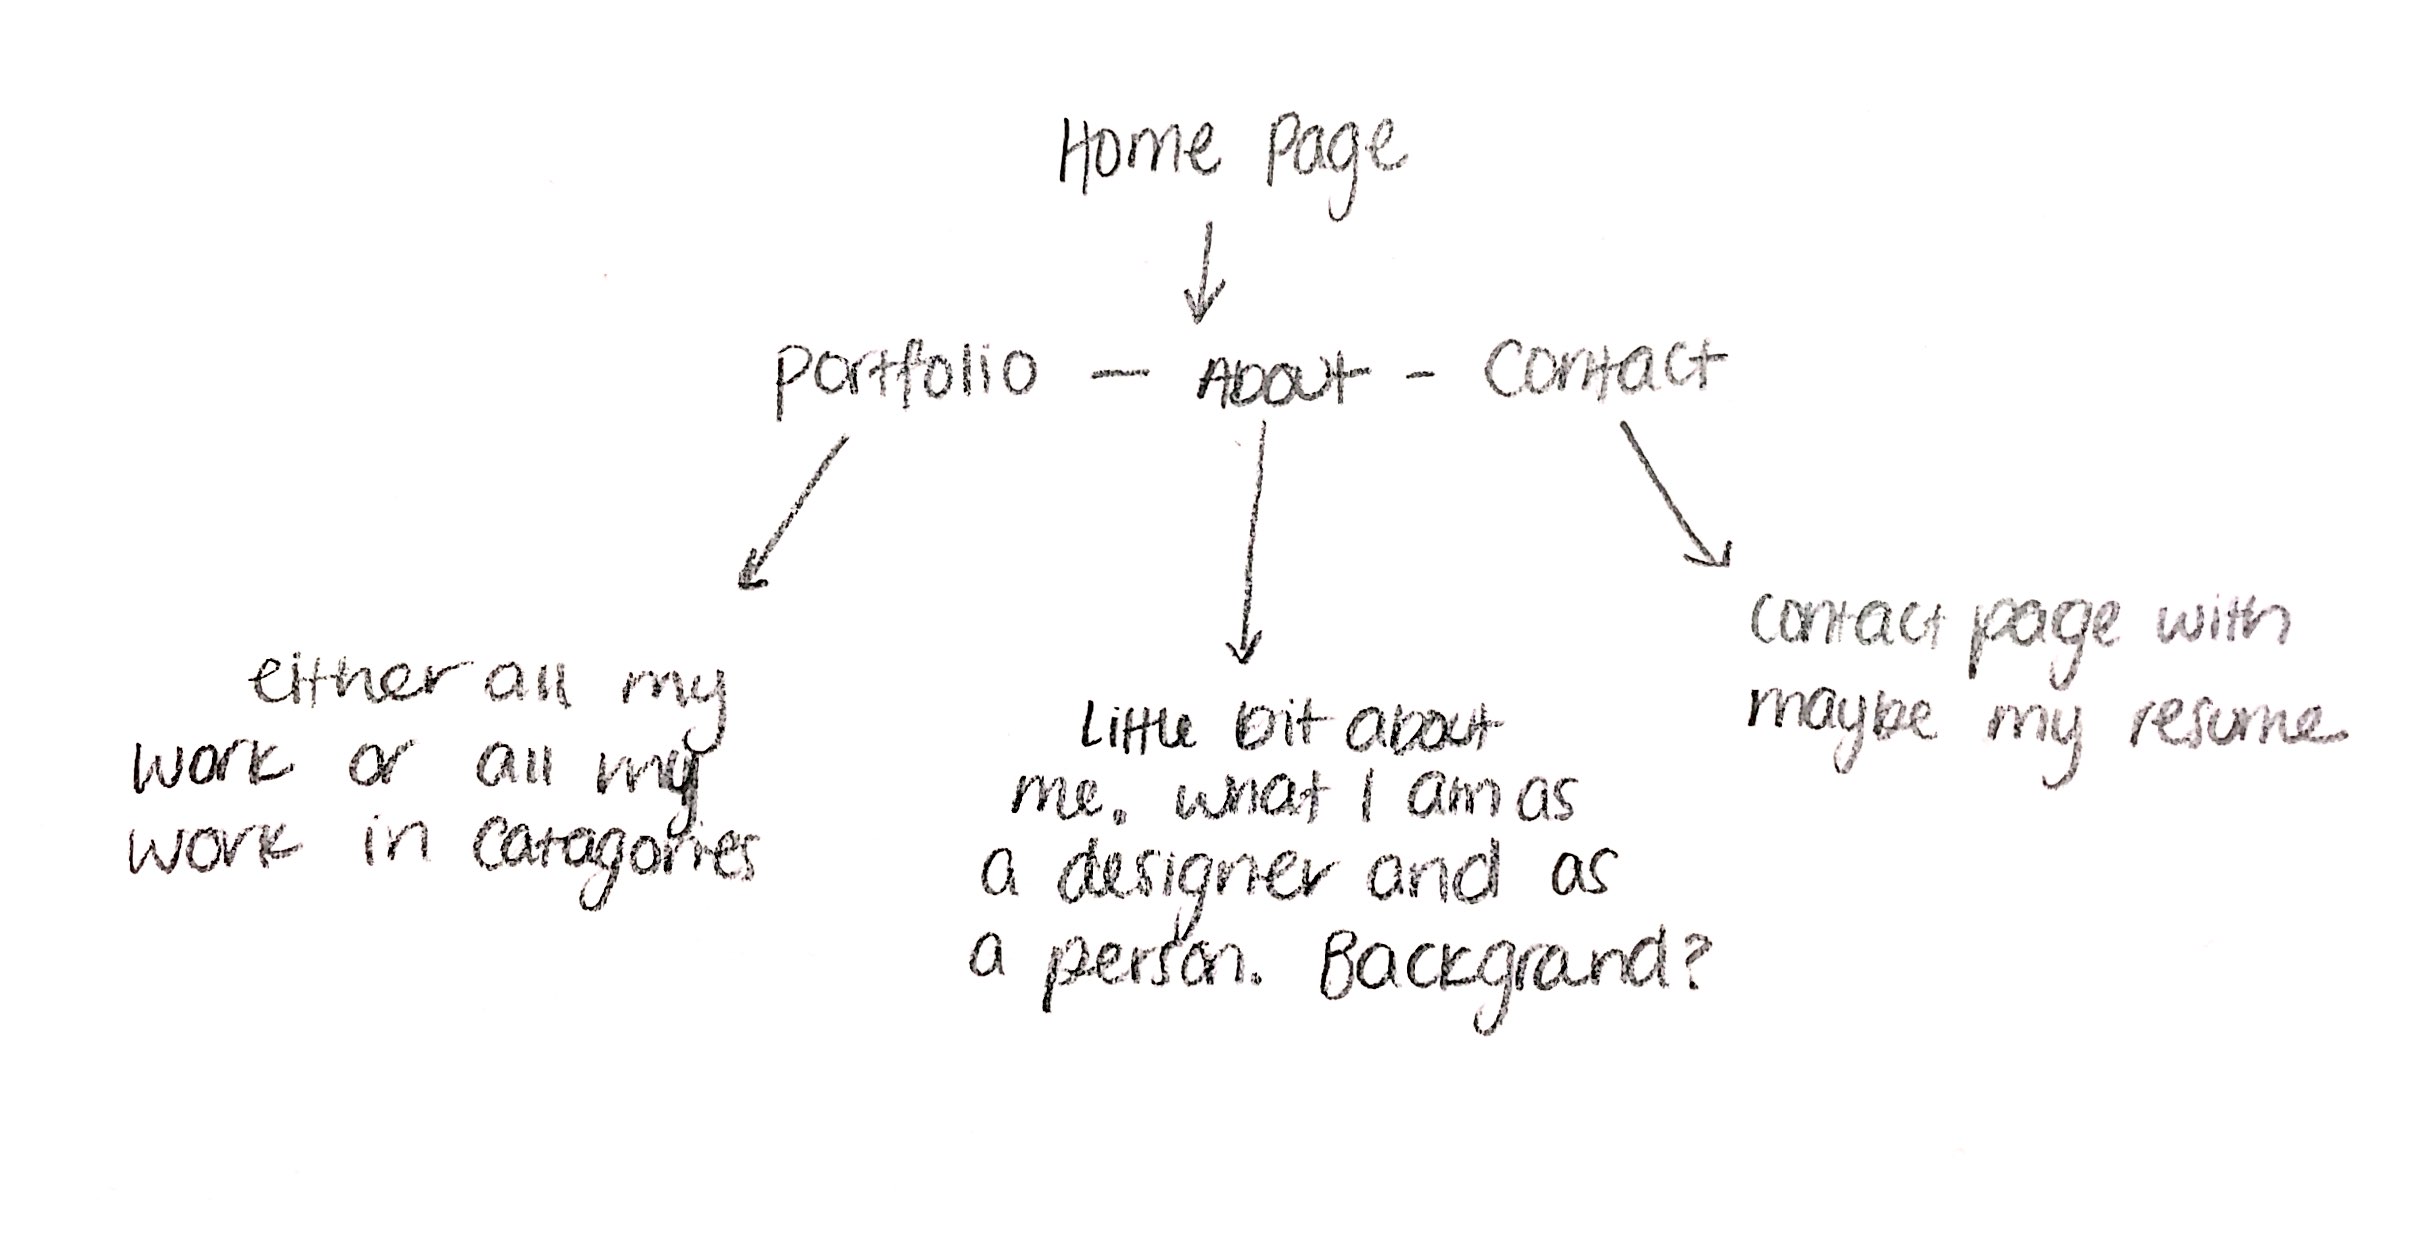 Home Page
Portfolio - About - Contact
either all my
work or all my
work in catagories
Little bit about
me. what I am as
a designer and as
a person. Background?
contact page with
maybe my resume